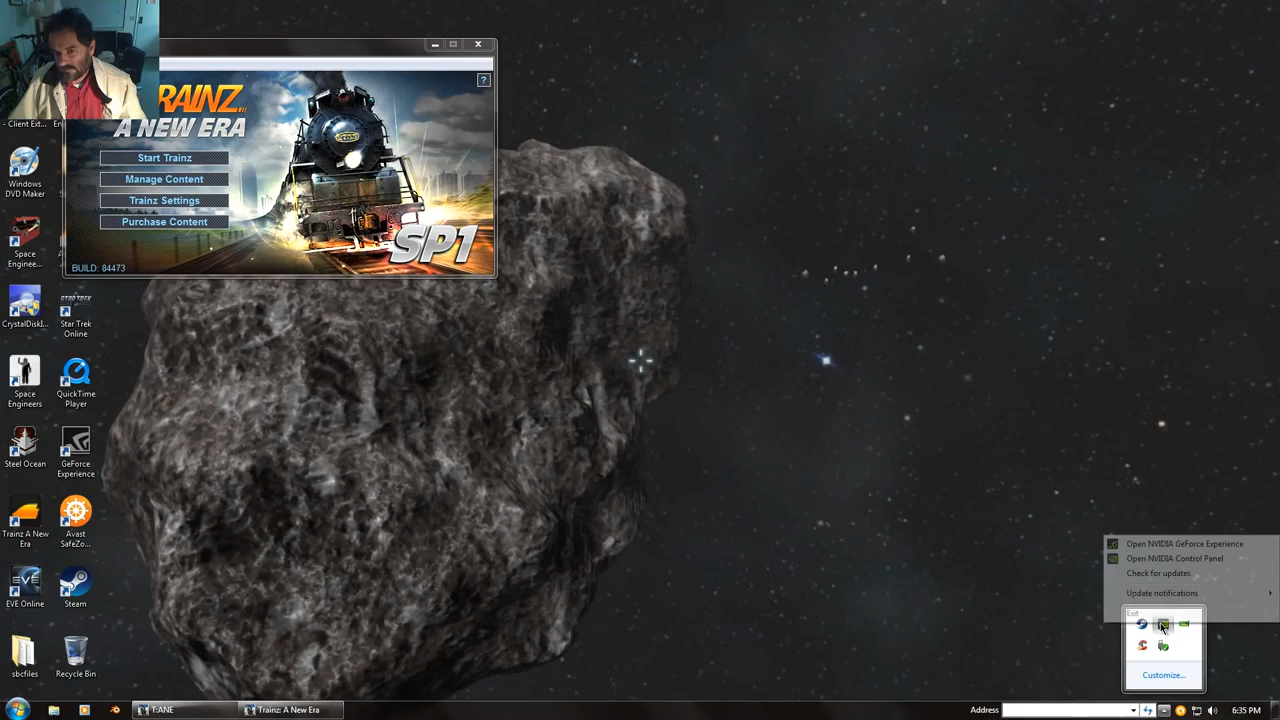 ?
RAINZ
A NEW ERA
Start Trainz
Manage Content
Trainz Settings
Purchase Content
SP1
BUILD: 84473
- Client Ext...
Windows DVD Maker
Space Enginee...
CrystalDiskI...
Star Trek Online
Space Engineers
QuickTime Player
Steel Ocean
GeForce Experience
Trainz A New Era
Avast SafeZo...
EVE Online
Steam
sbcfiles
Recycle Bin
Open NVIDIA GeForce Experience
Open NVIDIA Control Panel
Check for updates
Update notifications
Exit
Customize...
T:ANE
Trainz: A New Era
Address
6:35 PM